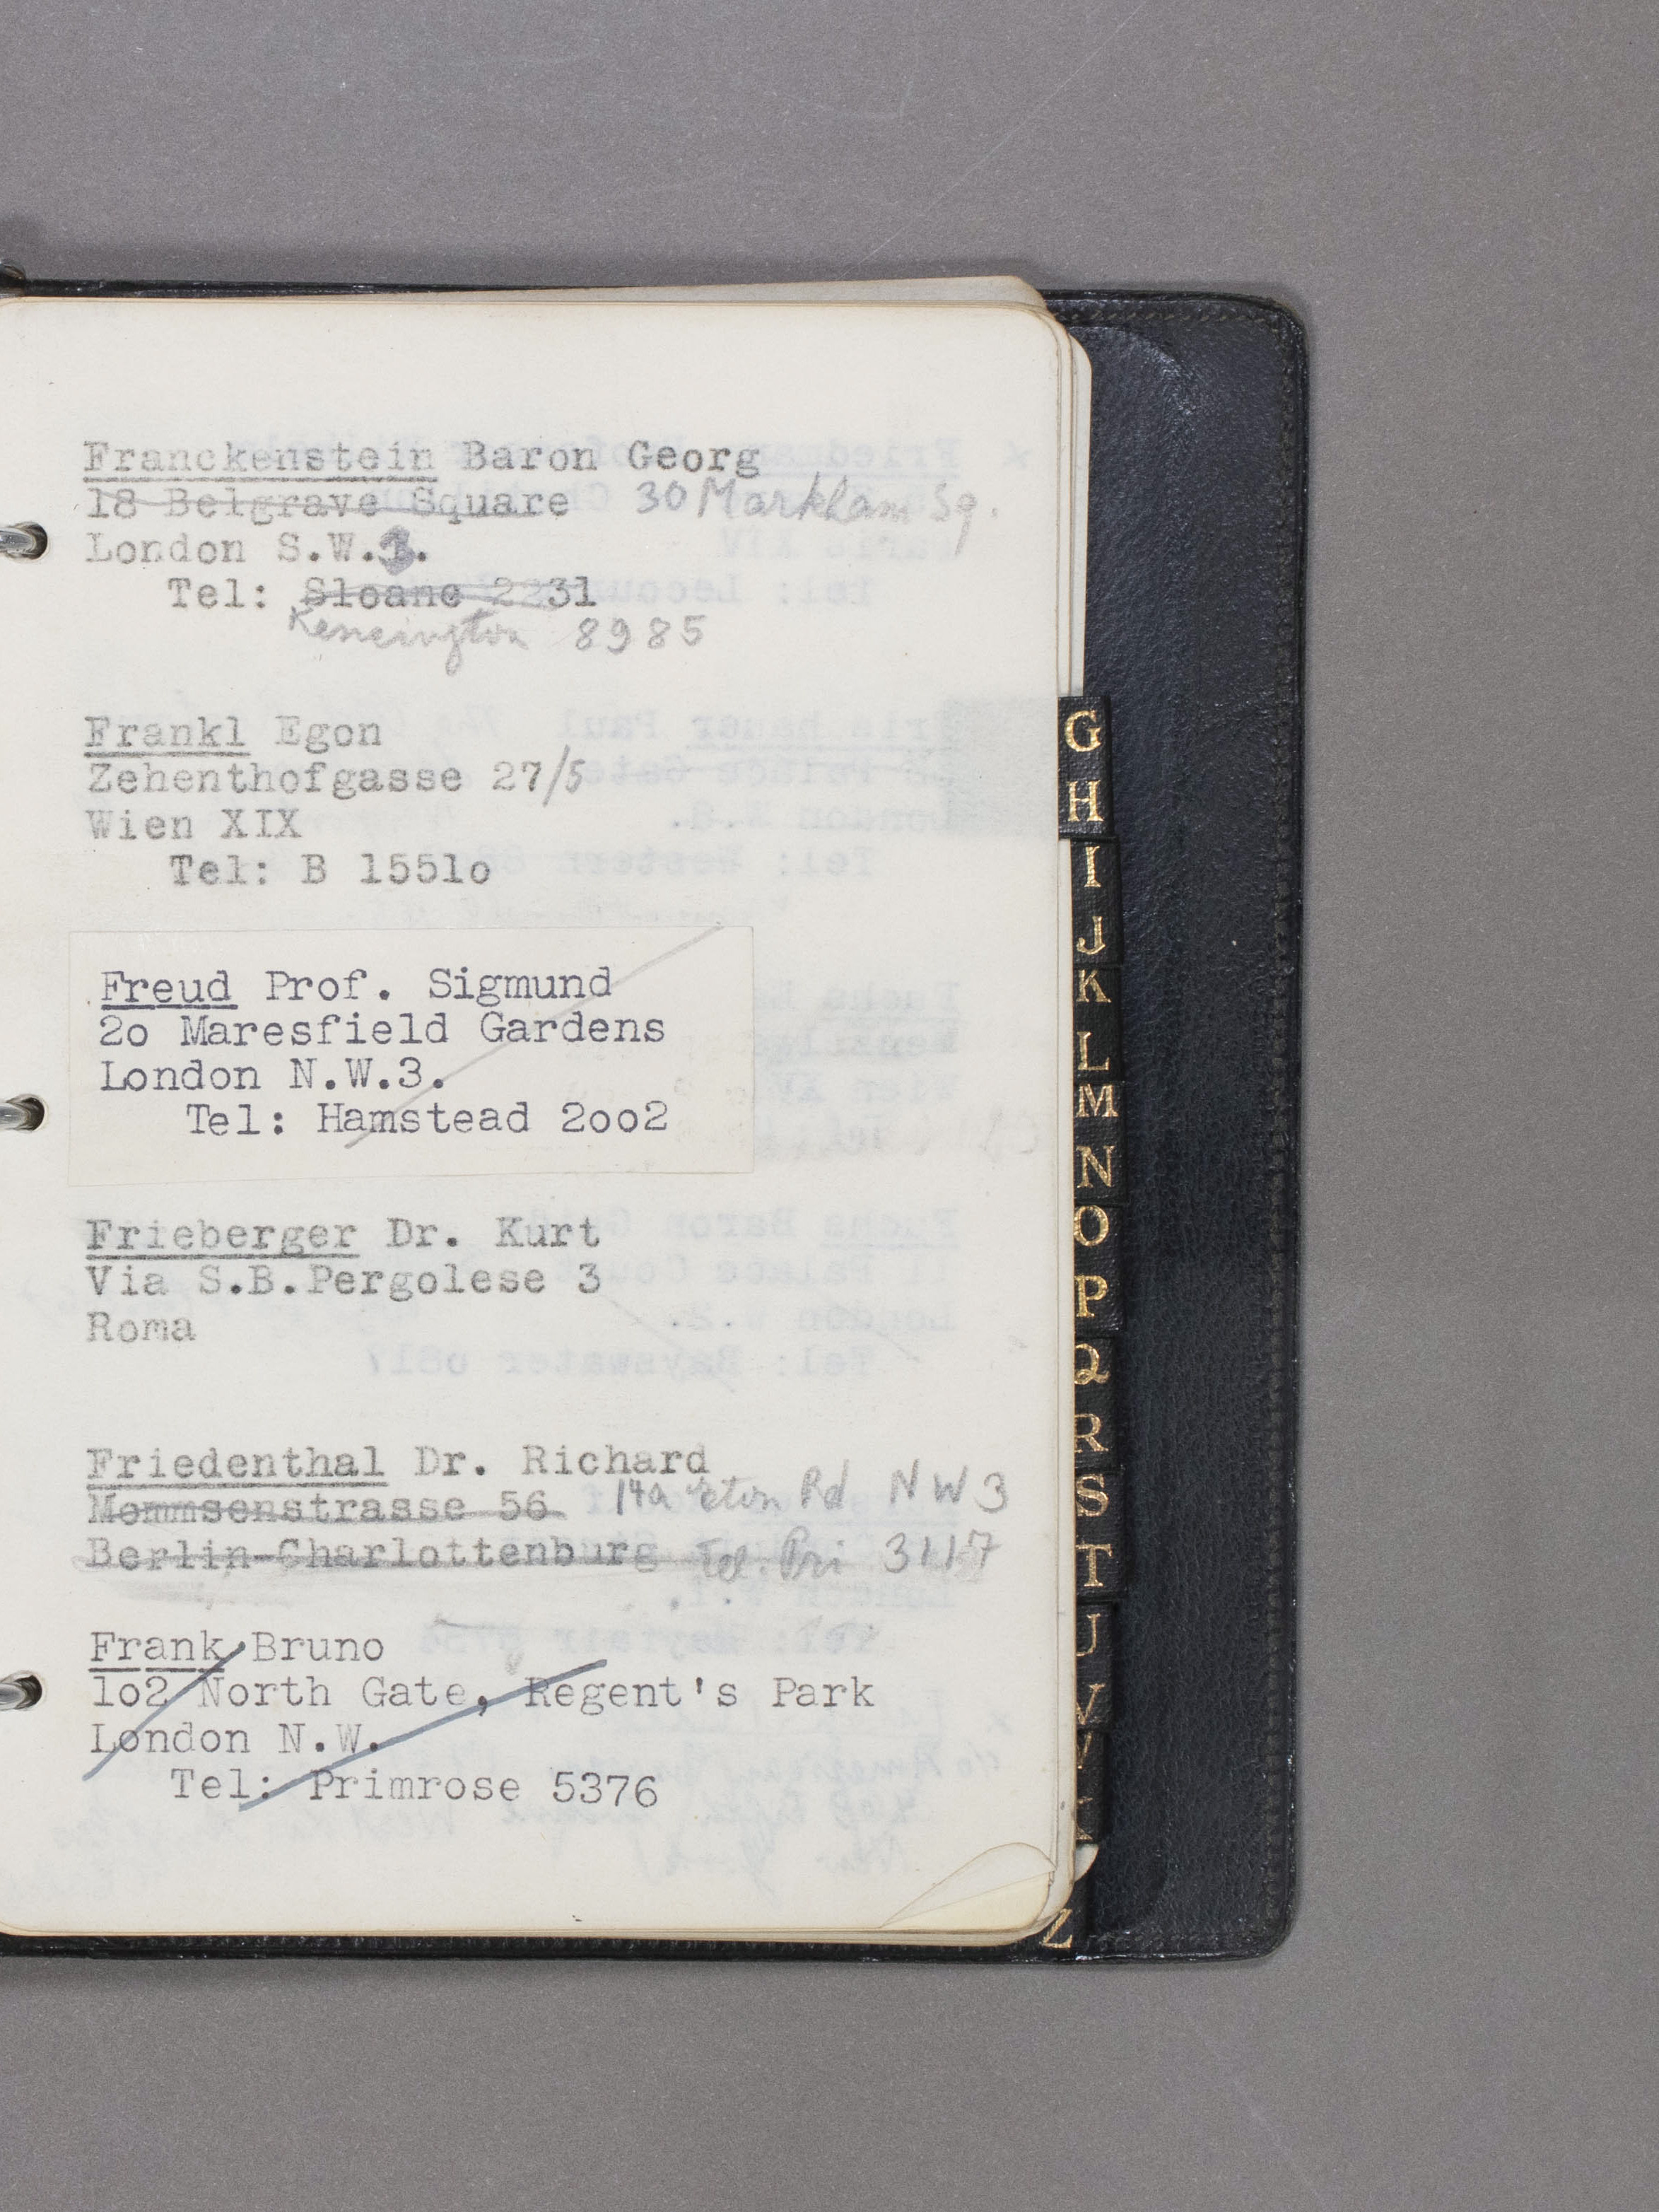 Franckenstein Baron Georg
18 Belgrave Square 30 Markham Sq.
London S.W.3.
Tel: Sloane 2231
Kensington 8985
Frankl Egon
Zehenthofgasse 27/5
Wien XIX
Tel: B 1551o
Freud Prof. Sigmund
2o Maresfield Gardens
London N.W.3.
Tel: Hamstead 2oo2
Frieberger Dr. Kurt
Via S.B.Pergolese 3
Roma
Friedenthal Dr. Richard
Mommsenstrasse 56 14a Eton Rd NW3
Berlin-Charlottenburg Tel. Pri 3117
Frank Bruno
1o2 North Gate, Regent's Park
London N.W.
Tel: Primrose 5376
G
H
I
J
K
L
M
N
O
P
Q
R
S
T
U
V
W
Z